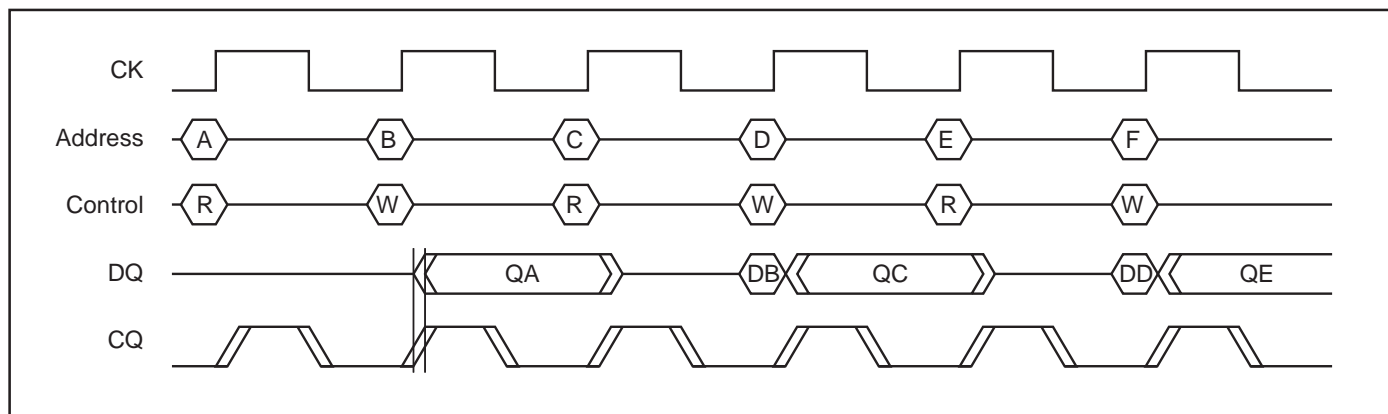 CK
Address A B C D E F
Control R W R W R W
DQ QA DB QC DD QE
CQ